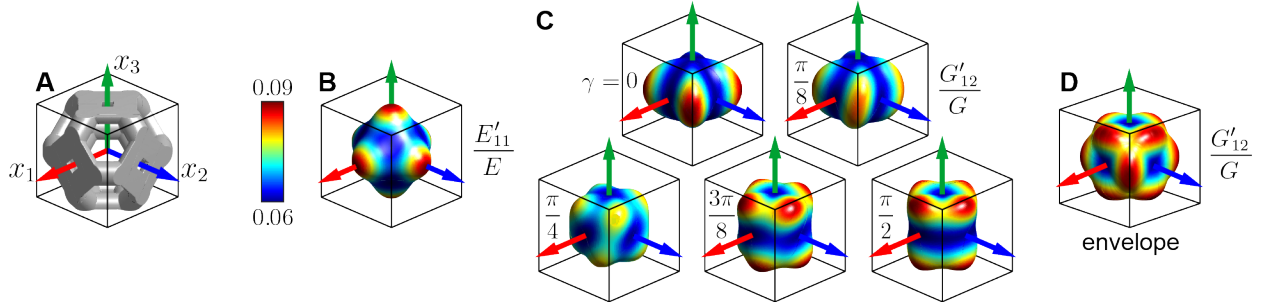 A
x₃
x₁
x₂
0.09
0.06
B
E′₁₁
E
C
γ = 0
π
8
G′₁₂
G
π
4
3π
8
π
2
D
G′₁₂
G
envelope